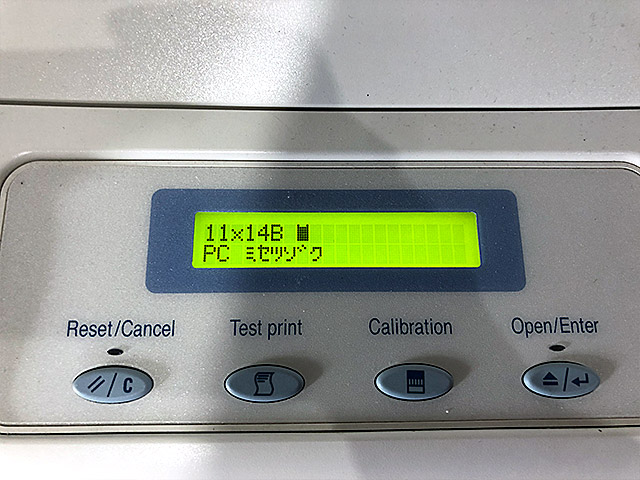 11×14B
PC ミセツゾク
Reset/Cancel
Test print
Calibration
Open/Enter
//／C